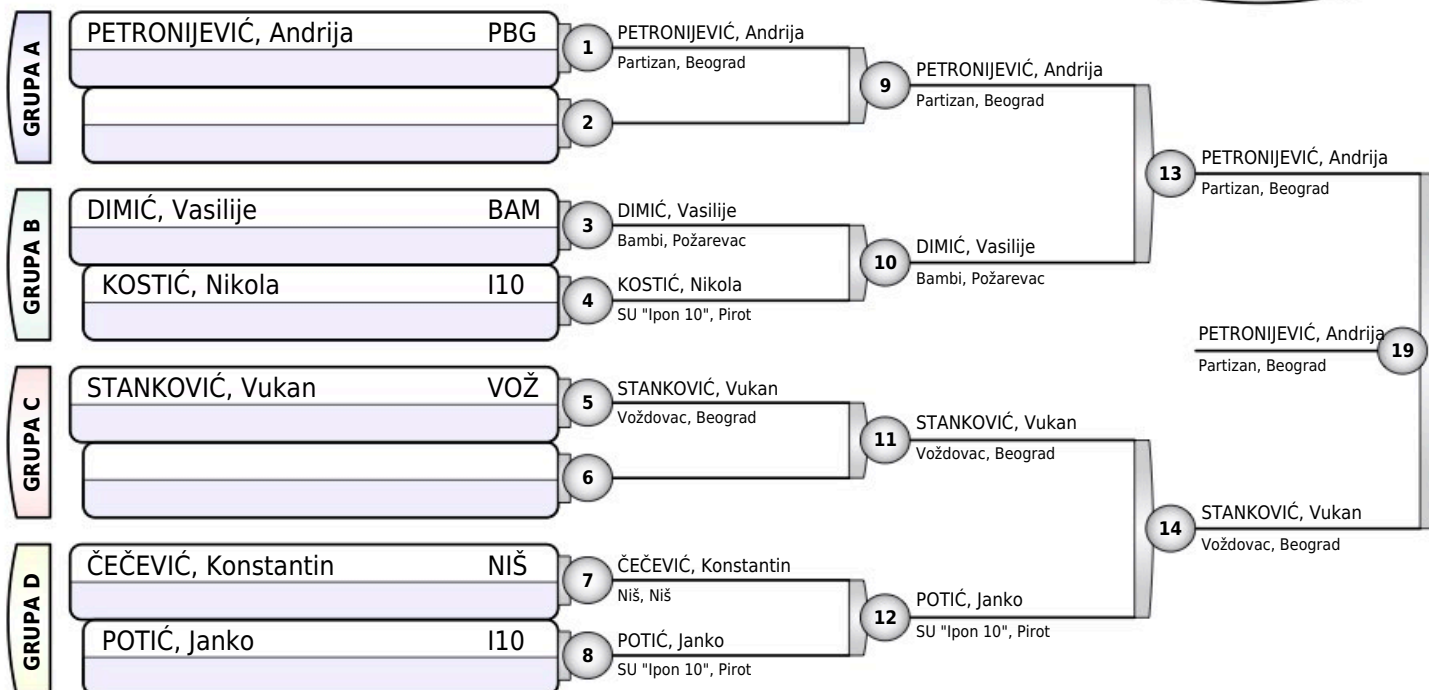 GRUPA A
PETRONIJEVIĆ, Andrija PBG
1
PETRONIJEVIĆ, Andrija
Partizan, Beograd
2
9
PETRONIJEVIĆ, Andrija
Partizan, Beograd
GRUPA B
DIMIĆ, Vasilije BAM
KOSTIĆ, Nikola I10
3
DIMIĆ, Vasilije
Bambi, Požarevac
4
KOSTIĆ, Nikola
SU "Ipon 10", Pirot
10
DIMIĆ, Vasilije
Bambi, Požarevac
13
PETRONIJEVIĆ, Andrija
Partizan, Beograd
PETRONIJEVIĆ, Andrija
19
Partizan, Beograd
GRUPA C
STANKOVIĆ, Vukan VOŽ
5
STANKOVIĆ, Vukan
Voždovac, Beograd
6
11
STANKOVIĆ, Vukan
Voždovac, Beograd
GRUPA D
ČEČEVIĆ, Konstantin NIŠ
POTIĆ, Janko I10
7
ČEČEVIĆ, Konstantin
Niš, Niš
8
POTIĆ, Janko
SU "Ipon 10", Pirot
12
POTIĆ, Janko
SU "Ipon 10", Pirot
14
STANKOVIĆ, Vukan
Voždovac, Beograd